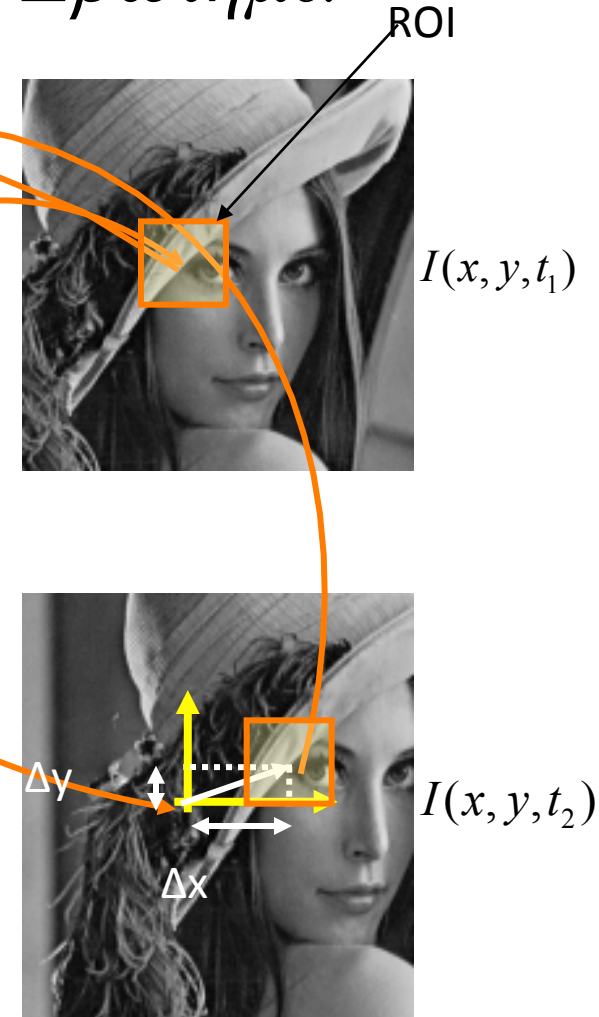 ROI
I(x, y, t₁)
Δy
I(x, y, t₂)
Δx